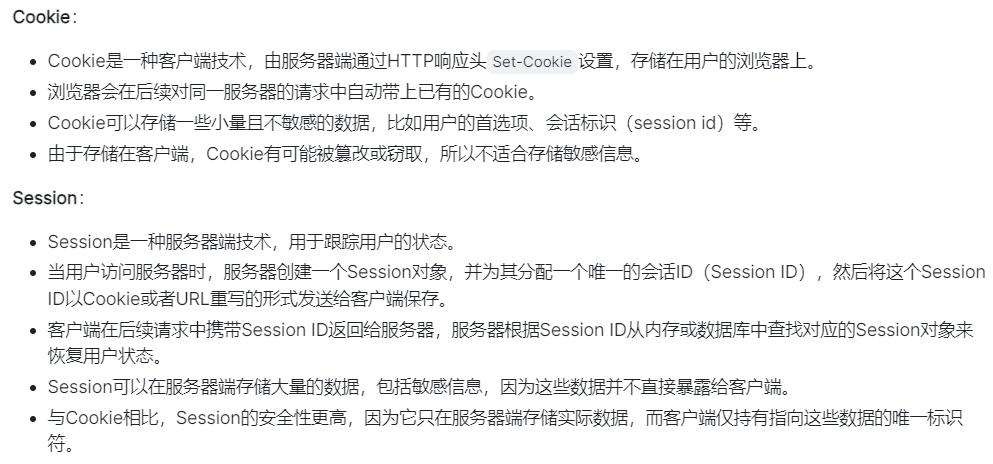 Cookie：
Cookie是一种客户端技术，由服务器端通过HTTP响应头 Set-Cookie 设置，存储在用户的浏览器上。
浏览器会在后续对同一服务器的请求中自动带上已有的Cookie。
Cookie可以存储一些小量且不敏感的数据，比如用户的首选项、会话标识（session id）等。
由于存储在客户端，Cookie有可能被篡改或窃取，所以不适合存储敏感信息。
Session：
Session是一种服务器端技术，用于跟踪用户的状态。
当用户访问服务器时，服务器创建一个Session对象，并为其分配一个唯一的会话ID（Session ID），然后将这个Session
ID以Cookie或者URL重写的形式发送给客户端保存。
客户端在后续请求中携带Session ID返回给服务器，服务器根据Session ID从内存或数据库中查找对应的Session对象来
恢复用户状态。
Session可以在服务器端存储大量的数据，包括敏感信息，因为这些数据并不直接暴露给客户端。
与Cookie相比，Session的安全性更高，因为它只在服务器端存储实际数据，而客户端仅持有指向这些数据的唯一标识
符。